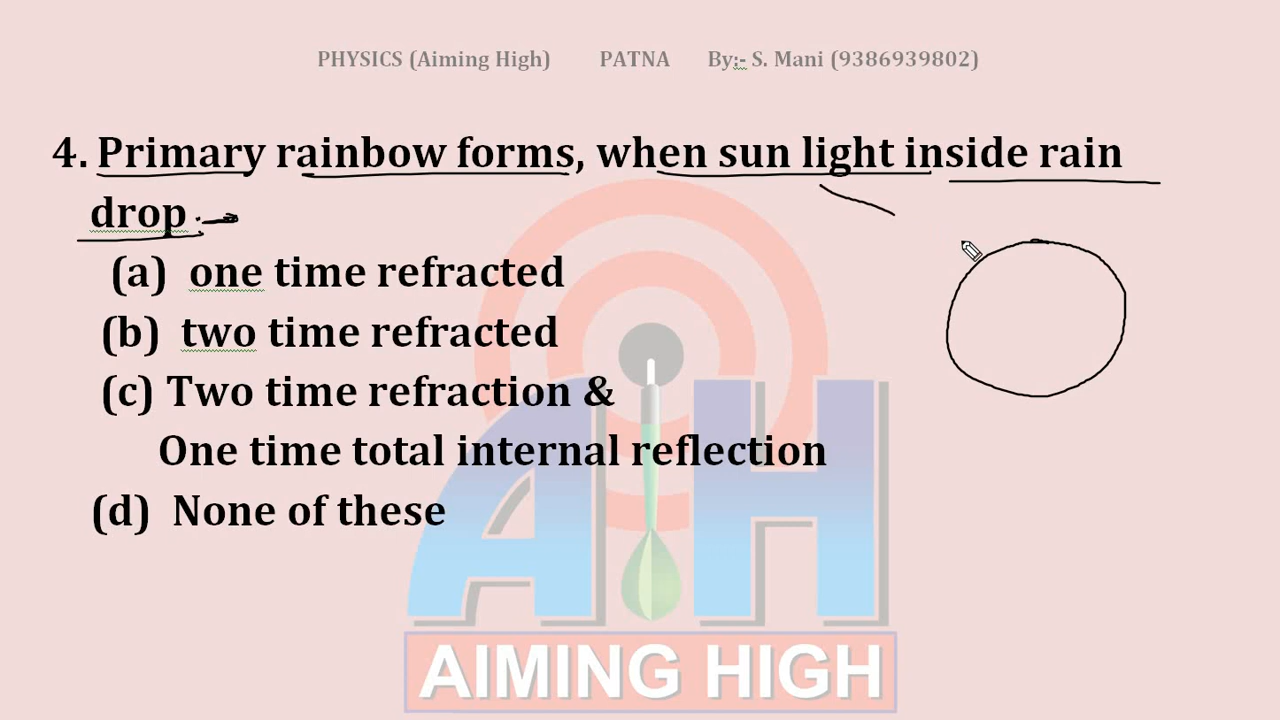 PHYSICS (Aiming High) PATNA By:- S. Mani (9386939802)
4. Primary rainbow forms, when sun light inside rain
drop.
(a) one time refracted
(b) two time refracted
(c) Two time refraction &
One time total internal reflection
(d) None of these
AH
AIMING HIGH